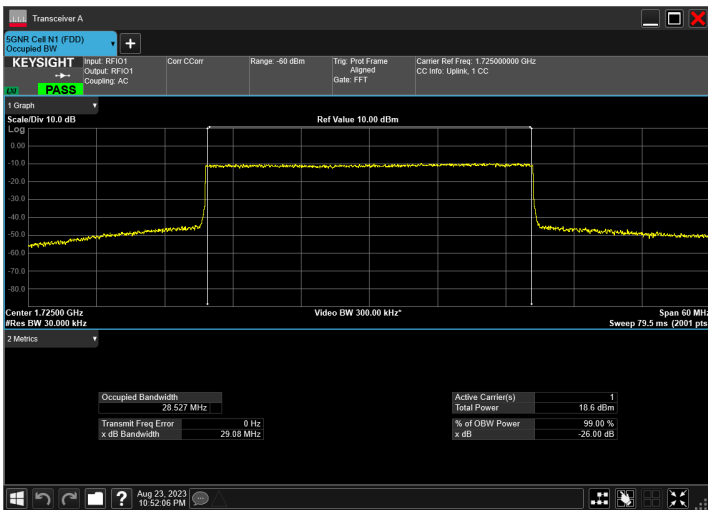 Transceiver A
5GNR Cell N1 (FDD)
Occupied BW
+
KEYSIGHT
PASS
Input: RFIO1
Output: RFIO1
Coupling: AC
Corr CCorr
Range: -60 dBm
Trig: Prot Frame
Aligned
Gate: FFT
Carrier Ref Freq: 1.725000000 GHz
CC Info: Uplink, 1 CC
1 Graph
Scale/Div 10.0 dB
Ref Value 10.00 dBm
Log
0.00
-10.0
-20.0
-30.0
-40.0
-50.0
-60.0
-70.0
-80.0
Center 1.72500 GHz
Video BW 300.00 kHz*
Span 60 MHz
#Res BW 30.000 kHz
Sweep 79.5 ms (2001 pts
2 Metrics
Occupied Bandwidth
28.527 MHz
Transmit Freq Error 0 Hz
x dB Bandwidth 29.08 MHz
Active Carrier(s) 1
Total Power 18.6 dBm
% of OBW Power 99.00 %
x dB -26.00 dB
?
Aug 23, 2023
10:52:06 PM